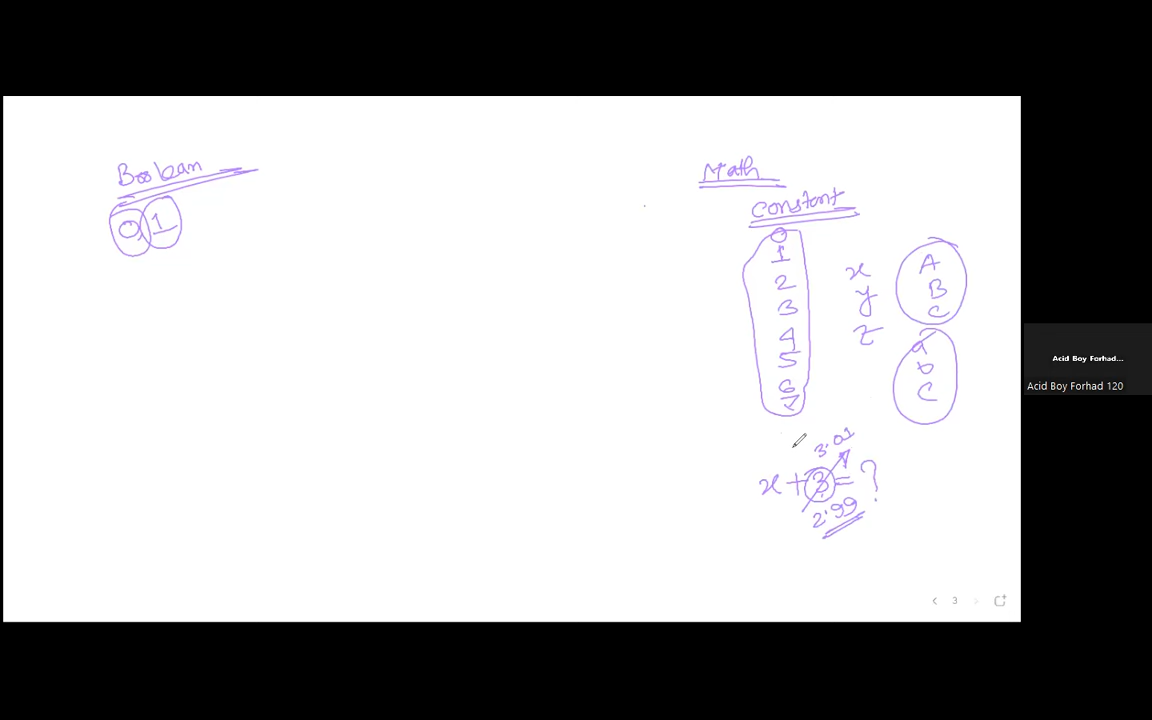 Boolean
0, 1
Math
Constant
0
1
2
3
4
5
6
7
x
y
z
A
B
C
a
b
c
3.01
x + 3 = ?
2.99
3
Acid Boy Forhad...
Acid Boy Forhad 120